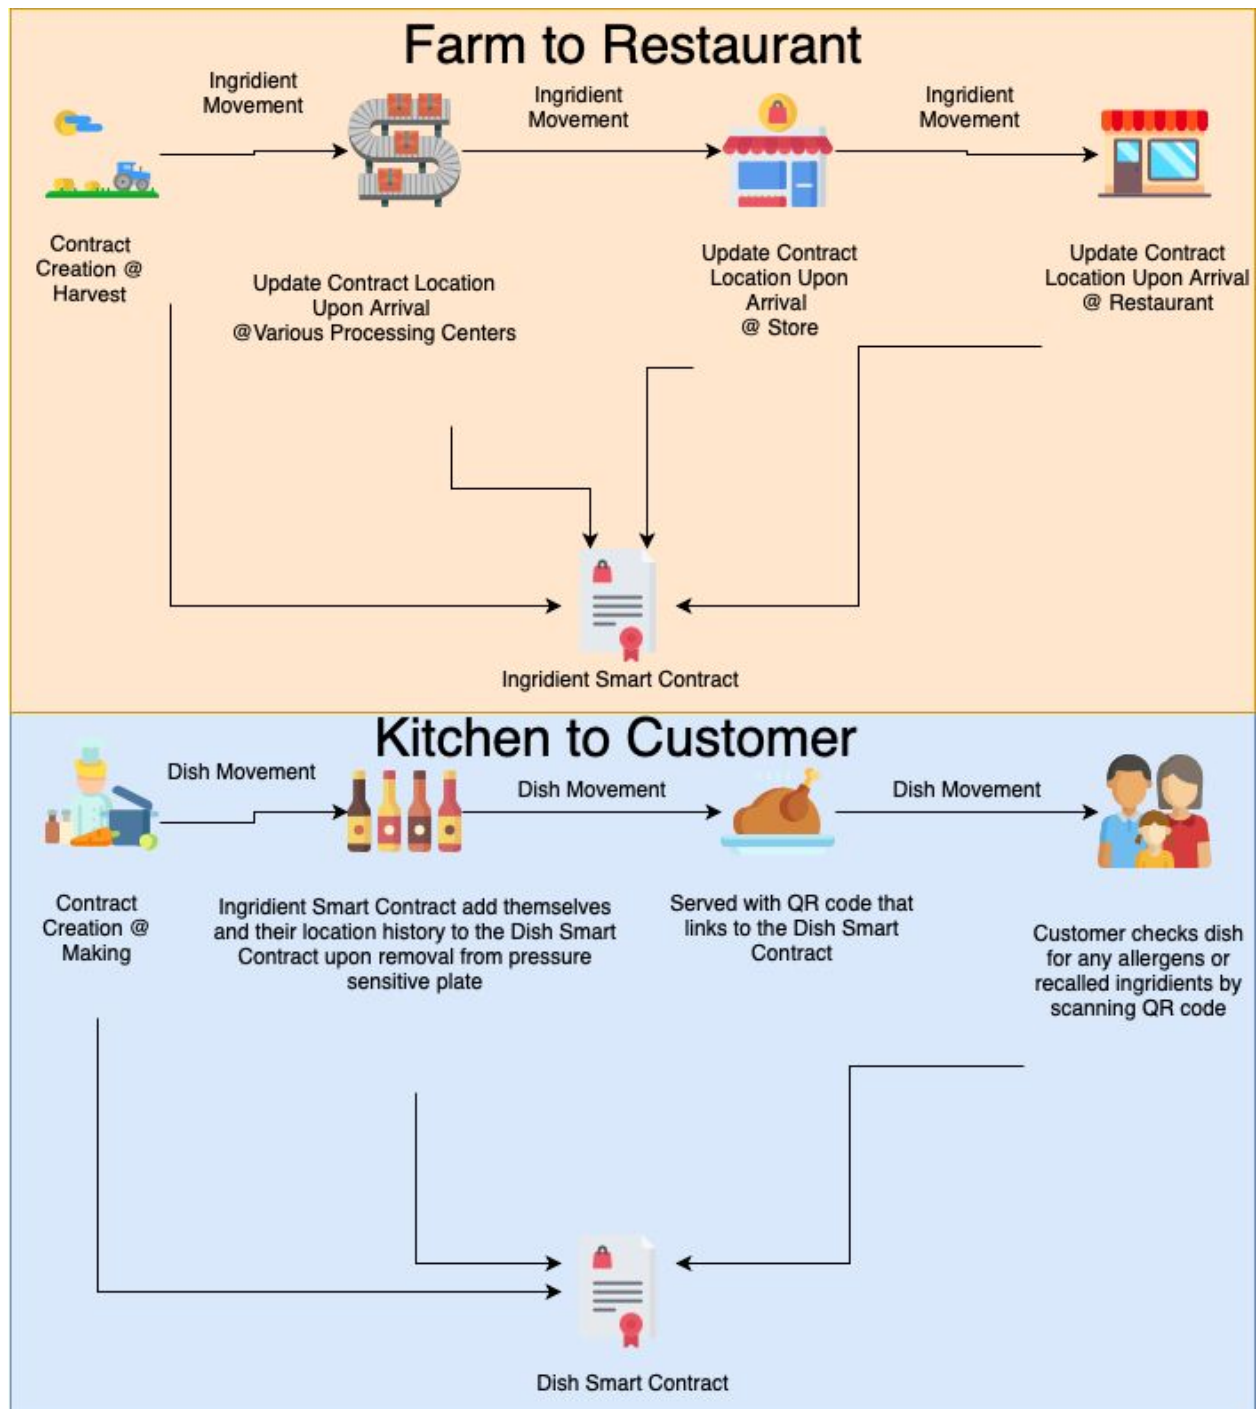 Farm to Restaurant
Ingridient
Movement
Ingridient
Movement
Ingridient
Movement
Contract
Creation @
Harvest
Update Contract Location
Upon Arrival
@Various Processing Centers
Update Contract
Location Upon
Arrival
@ Store
Update Contract
Location Upon Arrival
@ Restaurant
Ingridient Smart Contract
Kitchen to Customer
Dish Movement
Dish Movement
Dish Movement
Contract
Creation @
Making
Ingridient Smart Contract add themselves
and their location history to the Dish Smart
Contract upon removal from pressure
sensitive plate
Served with QR code that
links to the Dish Smart
Contract
Customer checks dish
for any allergens or
recalled ingridients by
scanning QR code
Dish Smart Contract